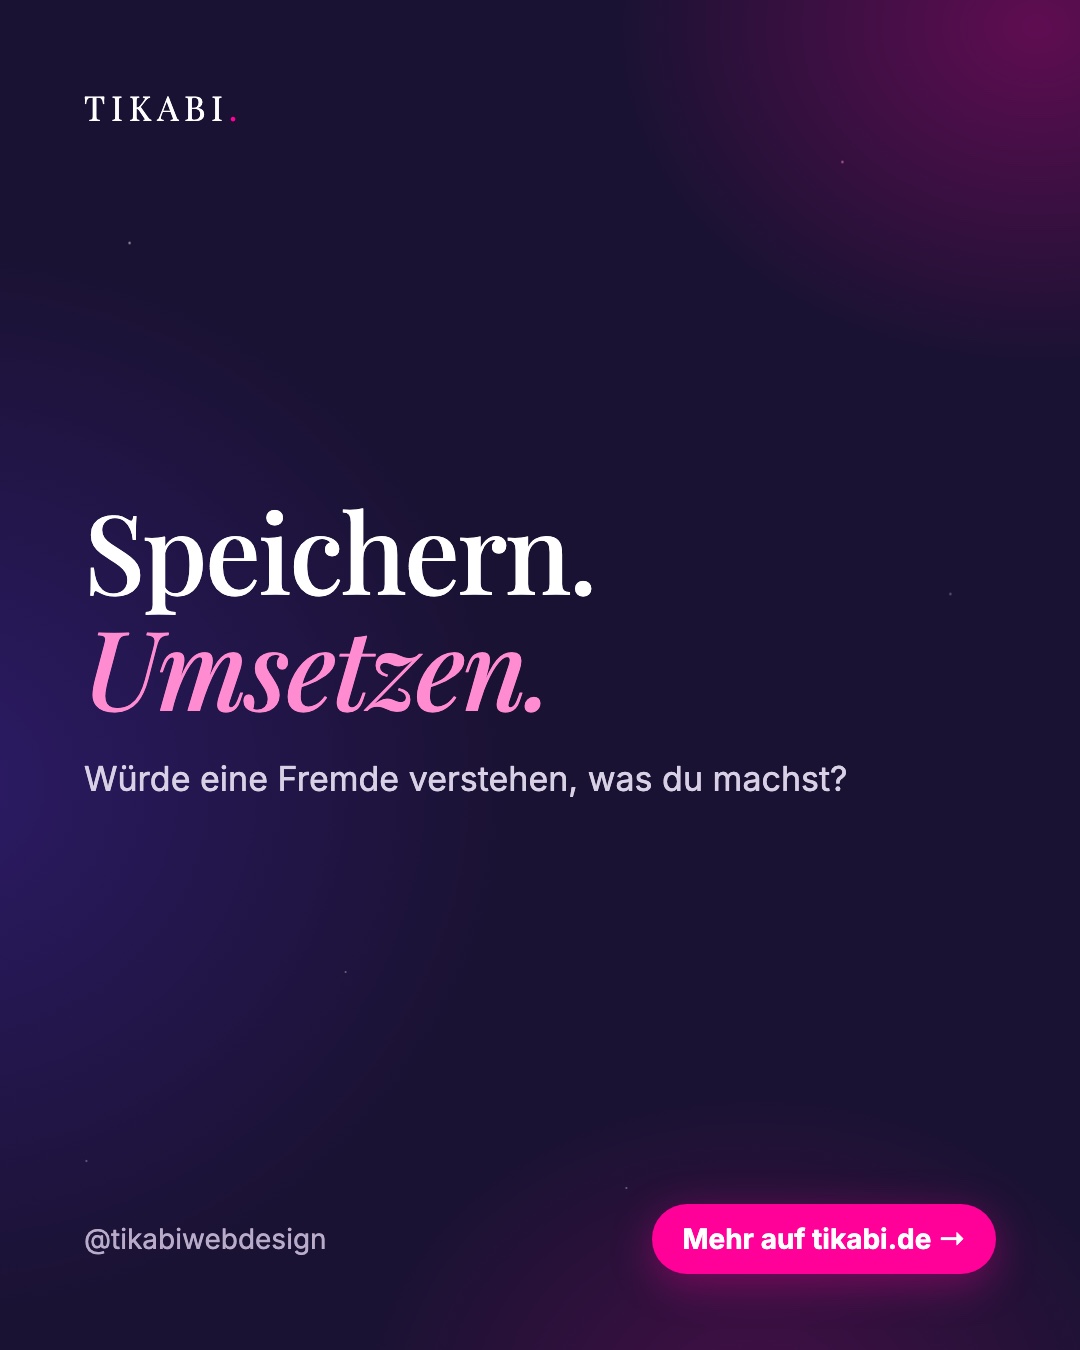 TIKABI.
Speichern.
Umsetzen.
Würde eine Fremde verstehen, was du machst?
@tikabiwebdesign
Mehr auf tikabi.de →